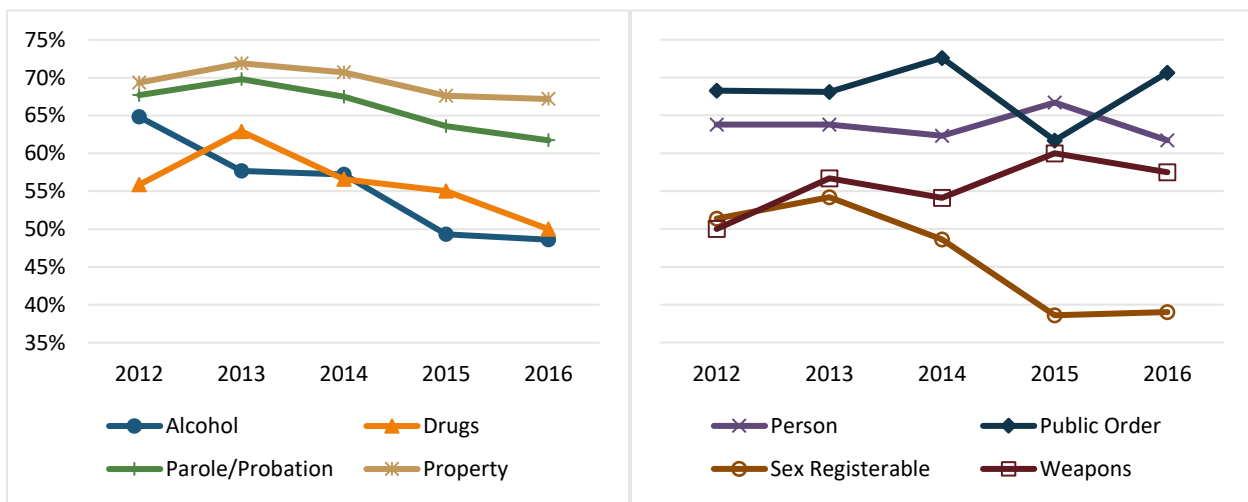 75%
70%
65%
60%
55%
50%
45%
40%
35%
2012 2013 2014 2015 2016
Alcohol Drugs
Parole/Probation Property
2012 2013 2014 2015 2016
Person Public Order
Sex Registerable Weapons